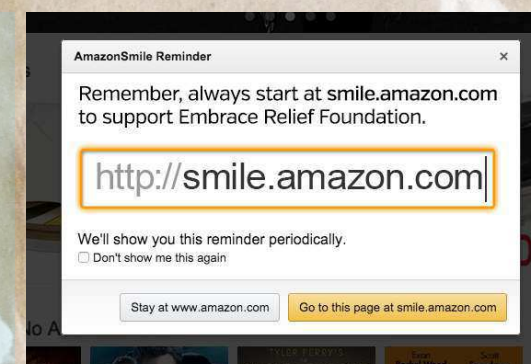 AmazonSmile Reminder ×
Remember, always start at smile.amazon.com
to support Embrace Relief Foundation.
http://smile.amazon.com
We'll show you this reminder periodically.
Don't show me this again
Stay at www.amazon.com Go to this page at smile.amazon.com
TYLER PERRY'S